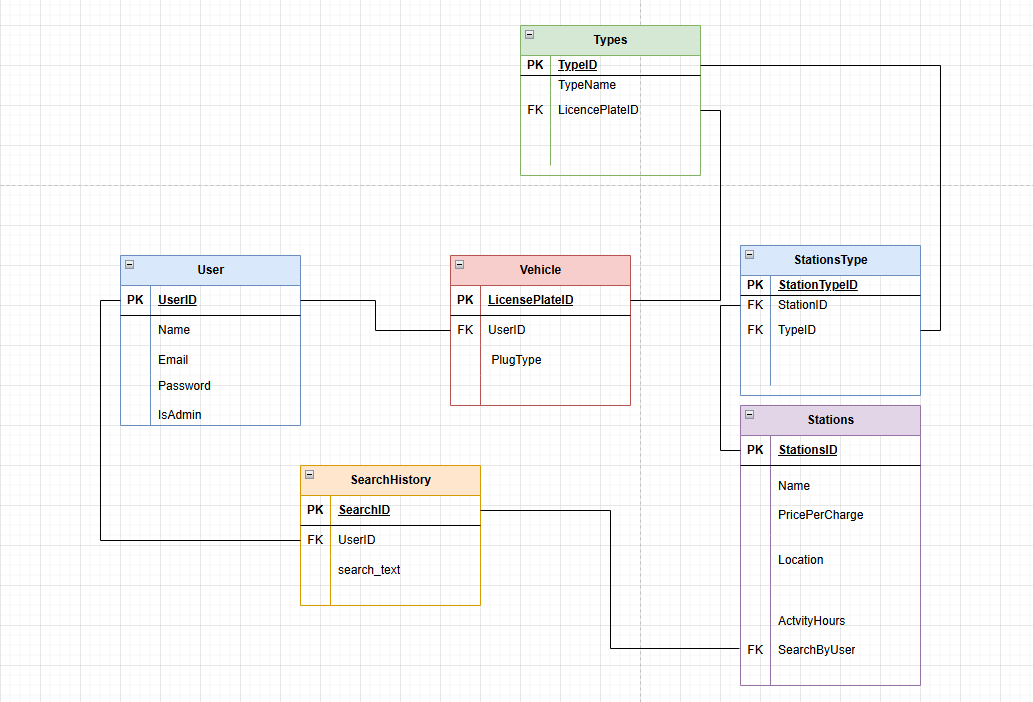 Types
PK TypeID
TypeName
FK LicencePlateID
User
PK UserID
Name
Email
Password
IsAdmin
Vehicle
PK LicensePlateID
FK UserID
PlugType
StationsType
PK StationTypeID
FK StationID
FK TypeID
SearchHistory
PK SearchID
FK UserID
search_text
Stations
PK StationsID
Name
PricePerCharge
Location
ActvityHours
FK SearchByUser